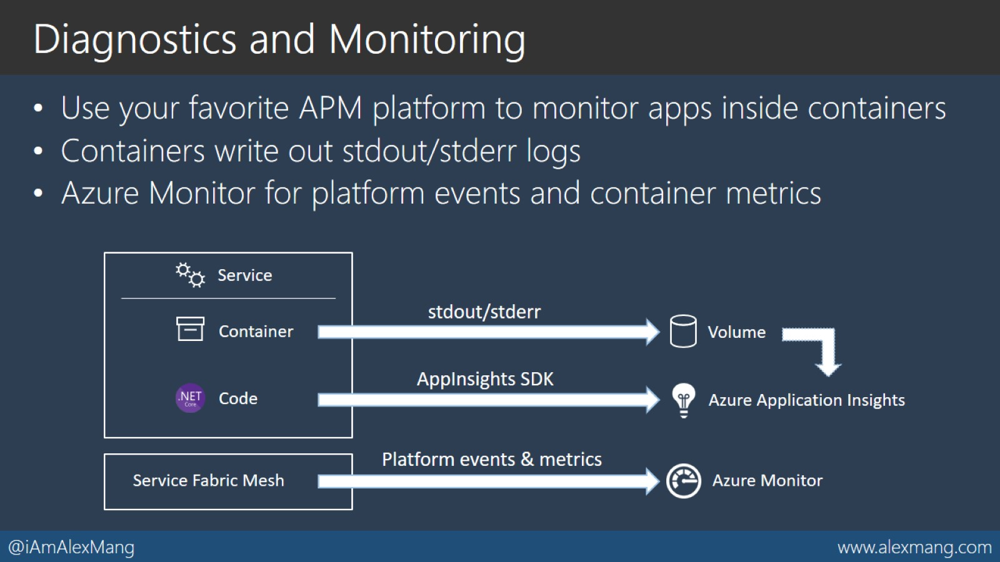 Diagnostics and Monitoring
• Use your favorite APM platform to monitor apps inside containers
• Containers write out stdout/stderr logs
• Azure Monitor for platform events and container metrics
Service
stdout/stderr
Container
Volume
AppInsights SDK
.NET
Core
Code
Azure Application Insights
Platform events & metrics
Service Fabric Mesh
Azure Monitor
@iAmAlexMang
www.alexmang.com